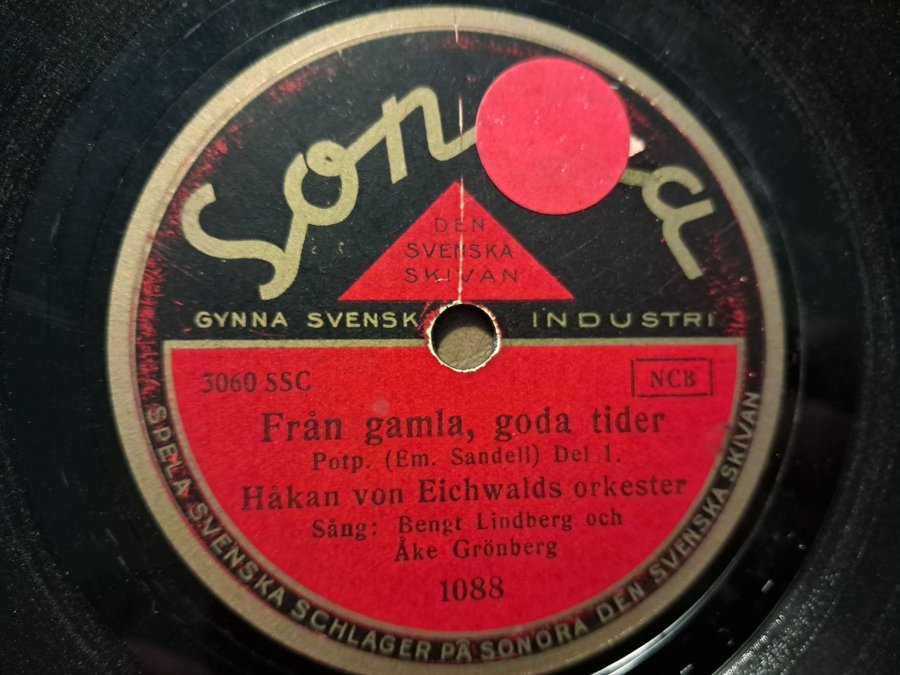 Son a
DEN
SVENSKA
SKIVAN
GYNNA SVENSK INDUSTRI
3060 SSC NCB
Från gamla, goda tider
Potp. (Em. Sandell) Del 1.
Håkan von Eichwalds orkester
Sång: Bengt Lindberg och
Åke Grönberg
1088
SPELA SVENSKA SCHLAGER PÅ SONORA DEN SVENSKA SKIVAN